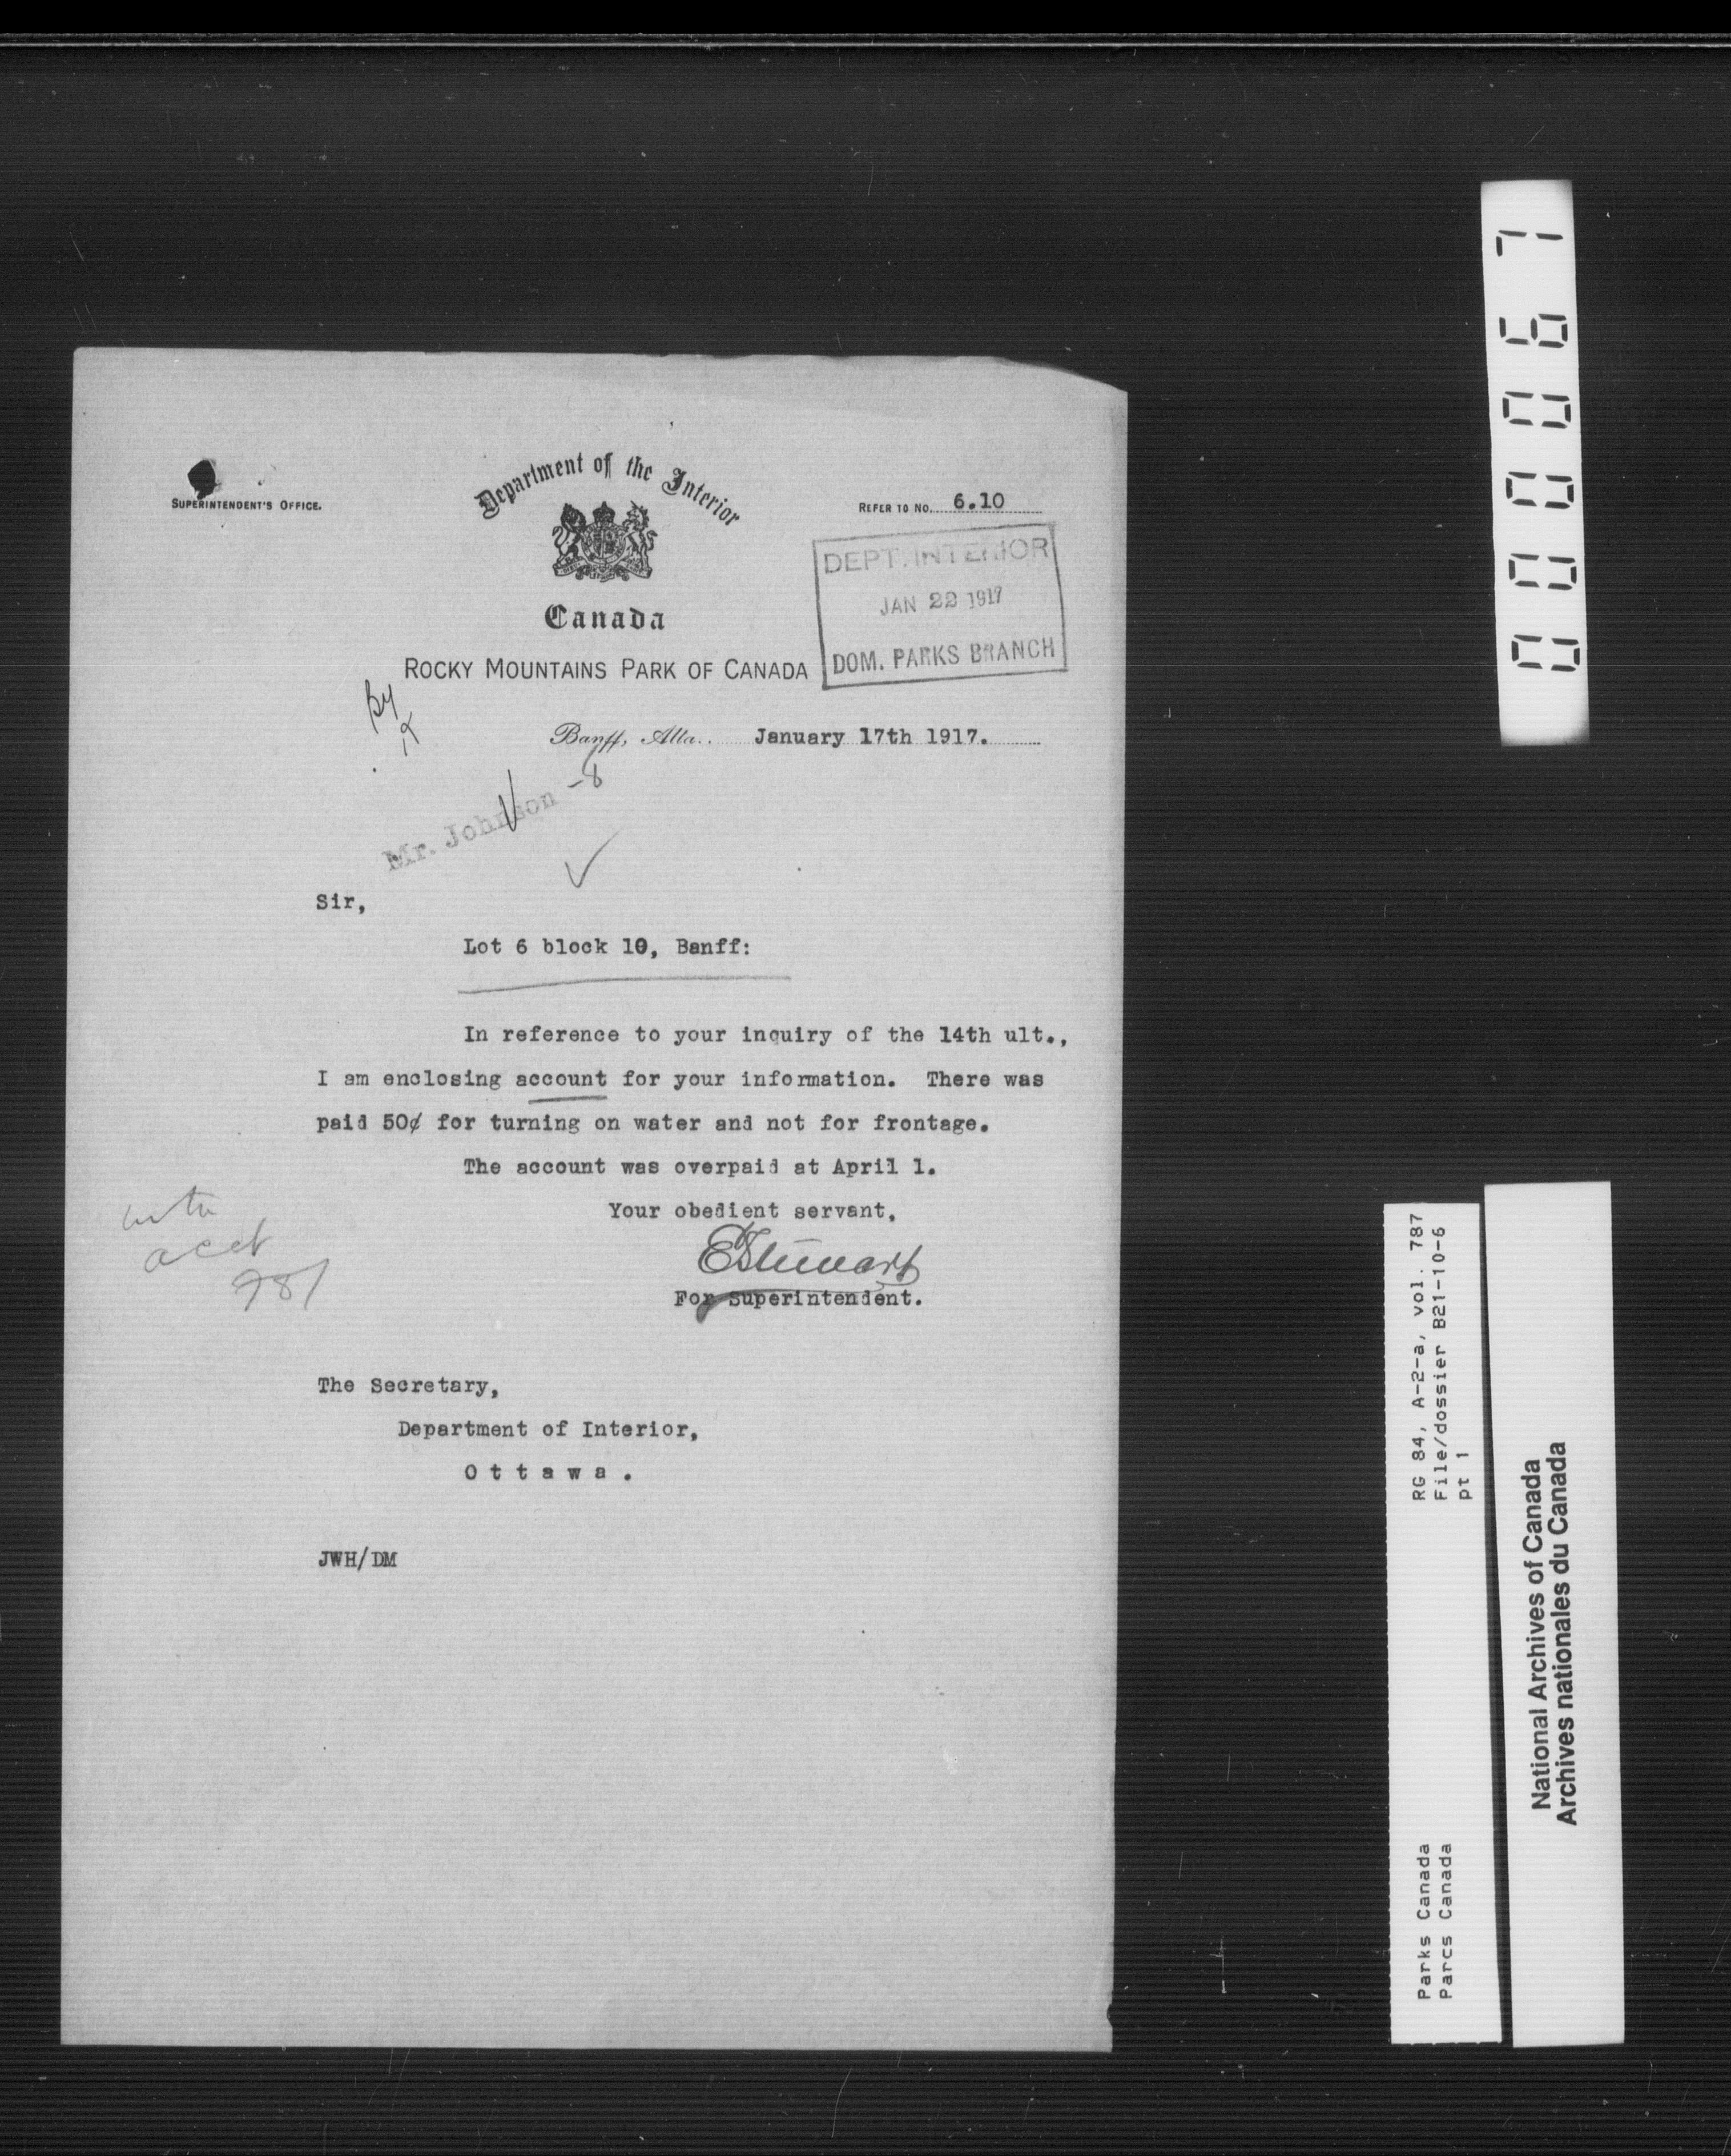 Department of the Interior
SUPERINTENDENT'S OFFICE.
REFER TO NO. 6.10
DEPT. INTERIOR
JAN 22 1917
DOM. PARKS BRANCH
Canada
ROCKY MOUNTAINS PARK OF CANADA
Banff, Alta. January 17th 1917.
Mr. Johnson -8
Sir,
Lot 6 block 10, Banff:
In reference to your inquiry of the 14th ult.,
I am enclosing account for your information. There was
paid 50¢ for turning on water and not for frontage.
The account was overpaid at April 1.
Your obedient servant,
For Superintendent.
acct
The Secretary,
Department of Interior,
Ottawa.
JWH/DM
000067
RG 84, A-2-a, vol. 787
File/dossier B21-10-6
pt 1
Parks Canada
Parcs Canada
National Archives of Canada
Archives nationales du Canada